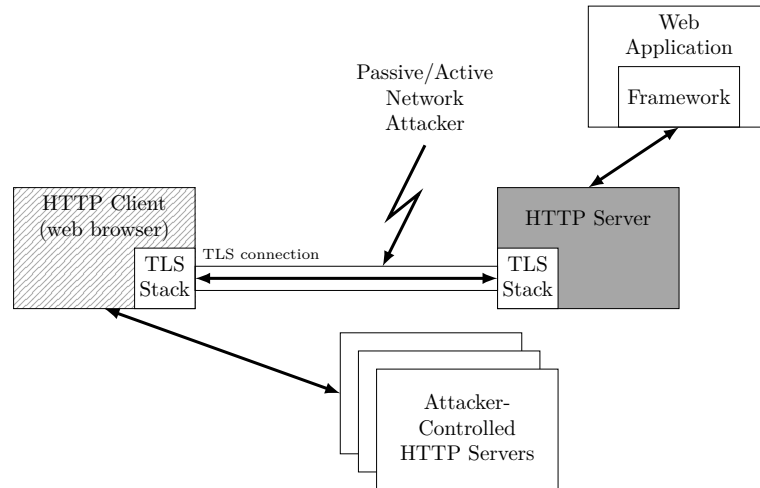 Web
Application
Framework
Passive/Active
Network
Attacker
HTTP Client
(web browser)
TLS
Stack
TLS connection
HTTP Server
TLS
Stack
Attacker-
Controlled
HTTP Servers